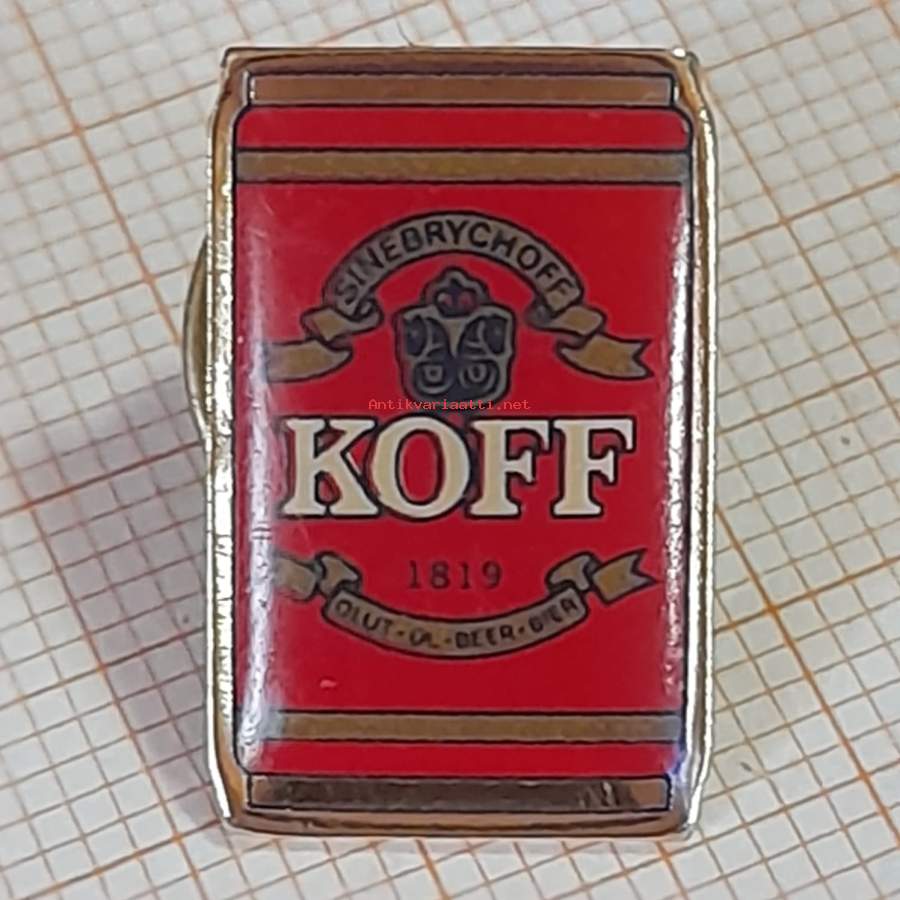 SINEBRYCHOFF
Antikvariaatti.net
KOFF
1819
OLUT-ÖL-BEER-BIER